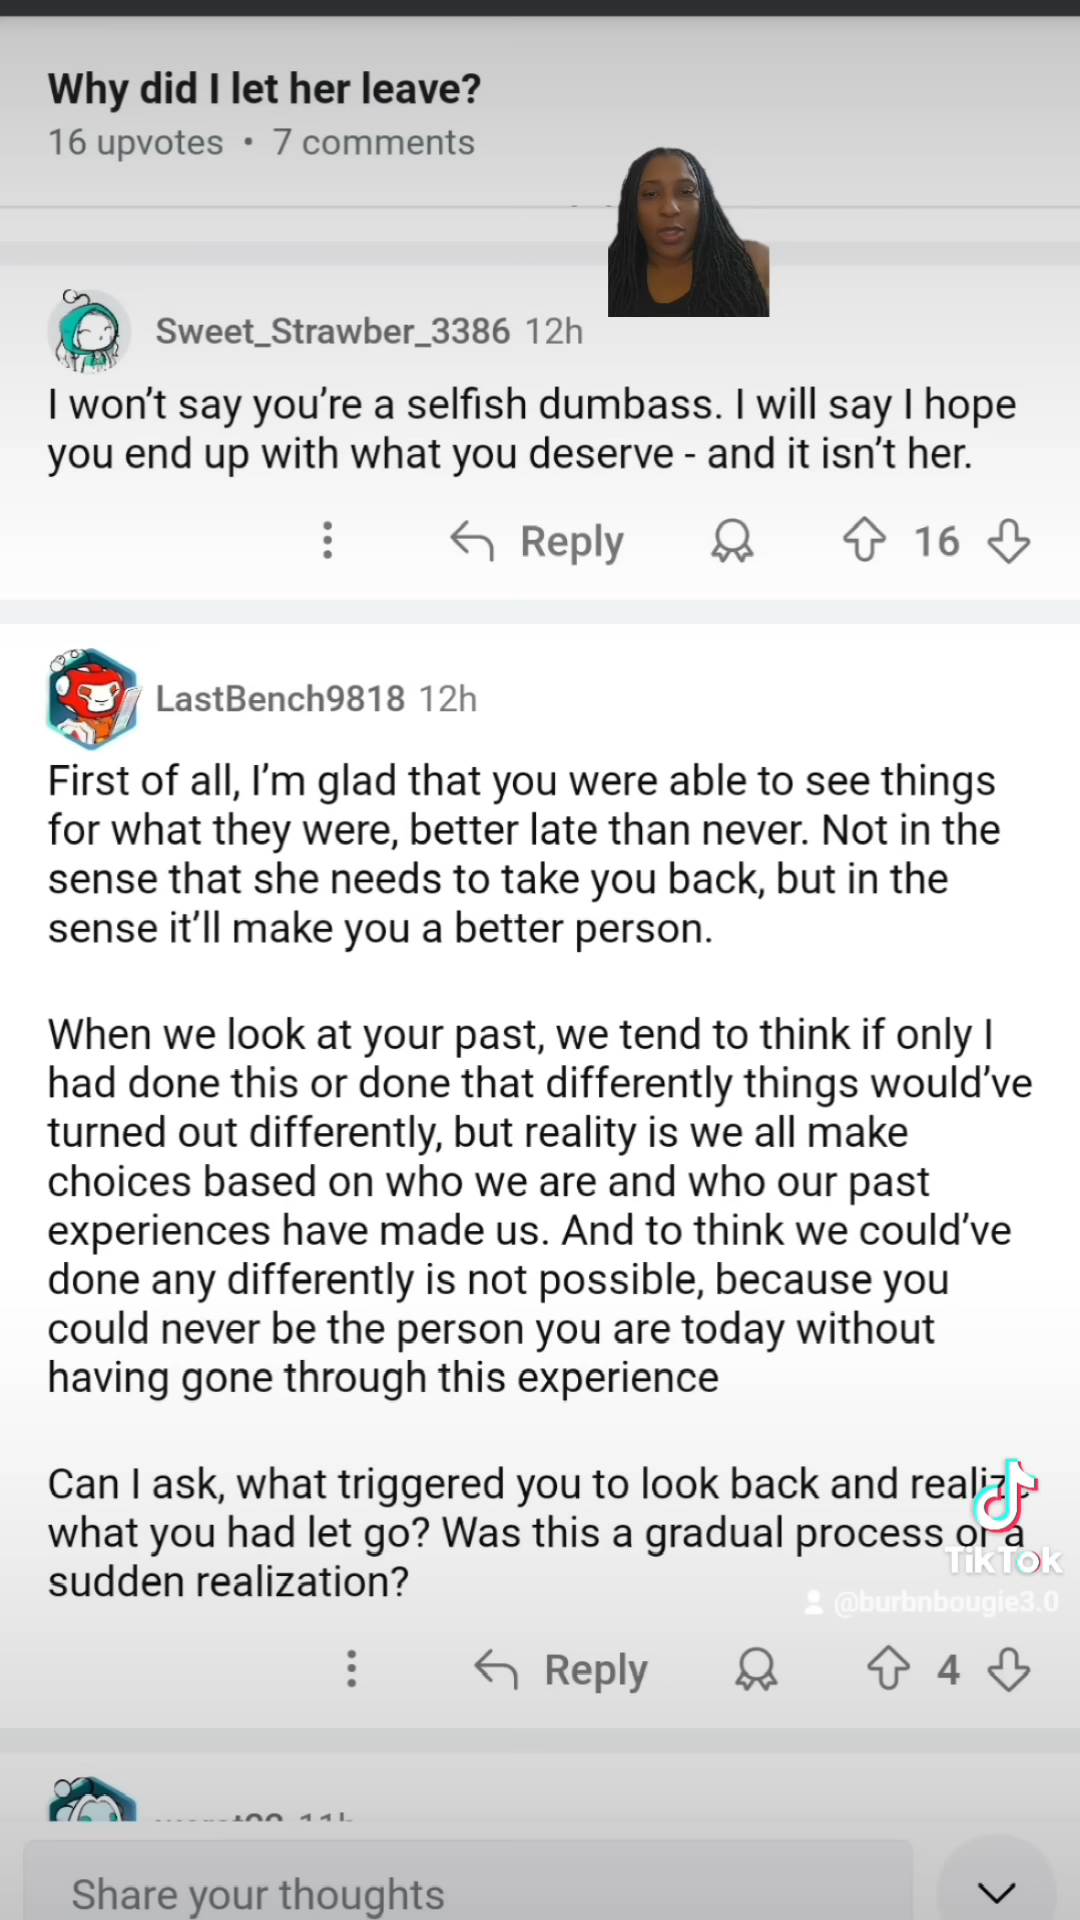 Why did I let her leave?
16 upvotes • 7 comments
Sweet_Strawber_3386 12h
I won't say you're a selfish dumbass. I will say I hope
you end up with what you deserve - and it isn't her.
Reply 16
LastBench9818 12h
First of all, I'm glad that you were able to see things
for what they were, better late than never. Not in the
sense that she needs to take you back, but in the
sense it'll make you a better person.
When we look at your past, we tend to think if only I
had done this or done that differently things would've
turned out differently, but reality is we all make
choices based on who we are and who our past
experiences have made us. And to think we could've
done any differently is not possible, because you
could never be the person you are today without
having gone through this experience
Can I ask, what triggered you to look back and realize
what you had let go? Was this a gradual process or a
sudden realization?
TikTok
@burbnbougie3.0
Reply 4
11h
Share your thoughts